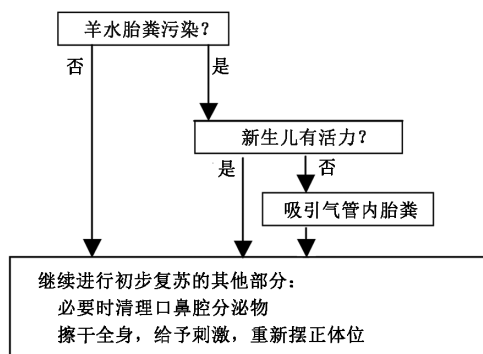 羊水胎粪污染？
否
是
新生儿有活力？
是
否
吸引气管内胎粪
继续进行初步复苏的其他部分：
必要时清理口鼻腔分泌物
擦干全身，给予刺激，重新摆正体位